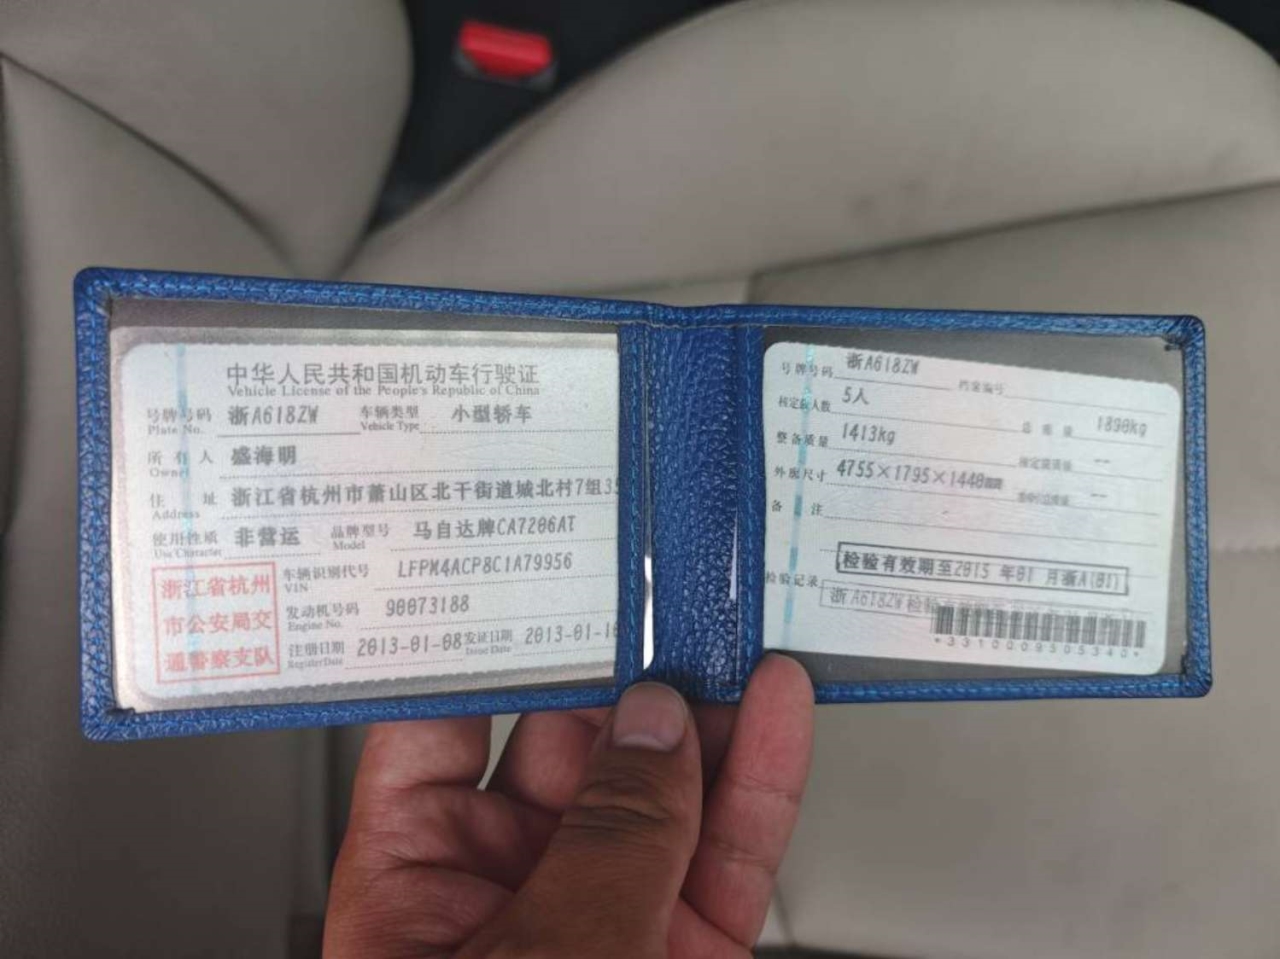 中华人民共和国机动车行驶证
Vehicle License of the People's Republic of China
号牌号码 浙A618ZW 车辆类型 小型轿车
Plate No. Vehicle Type
所有人 盛海明
Owner
住址 浙江省杭州市萧山区北干街道城北村7组
Address
使用性质 非营运 品牌型号 马自达牌CA7206AT
Use Character Model
车辆识别代号 LFPM4ACP8C1A79956
VIN
发动机号码 90073188
Engine No.
注册日期 2013-01-08 发证日期 2013-01-1
Register Date Issue Date
浙江省杭州
市公安局交
通警察支队
号牌号码 浙A618ZW 档案编号
核定载人数 5人 总质量 1890kg
整备质量 1413kg 核定载质量 --
外廓尺寸 4755×1795×1440mm --
备注
检验有效期至2015年01月浙A(01)
检验记录
浙A618ZW检验
*3310009505340*